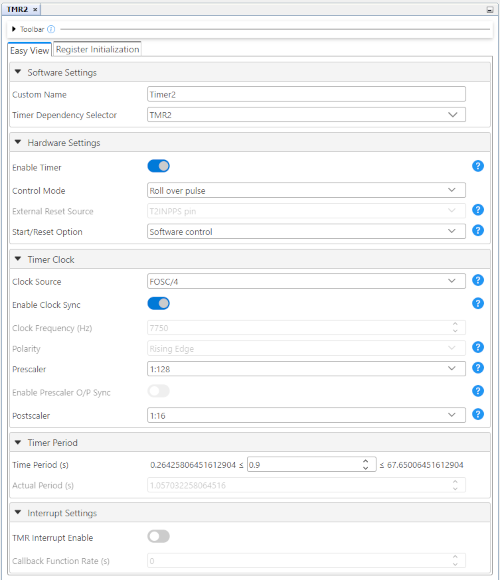 TMR2 ×
Toolbar
Easy View Register Initialization
Software Settings
Custom Name Timer2
Timer Dependency Selector TMR2
Hardware Settings
Enable Timer ?
Control Mode Roll over pulse ?
External Reset Source T2INPPS pin ?
Start/Reset Option Software control ?
Timer Clock
Clock Source FOSC/4 ?
Enable Clock Sync ?
Clock Frequency (Hz) 7750
Polarity Rising Edge ?
Prescaler 1:128 ?
Enable Prescaler O/P Sync ?
Postscaler 1:16 ?
Timer Period
Time Period (s) 0.26425806451612904 ≤ 0.9 ≤ 67.65006451612904
Actual Period (s) 1.057032258064516
Interrupt Settings
TMR Interrupt Enable
Callback Function Rate (s) 0